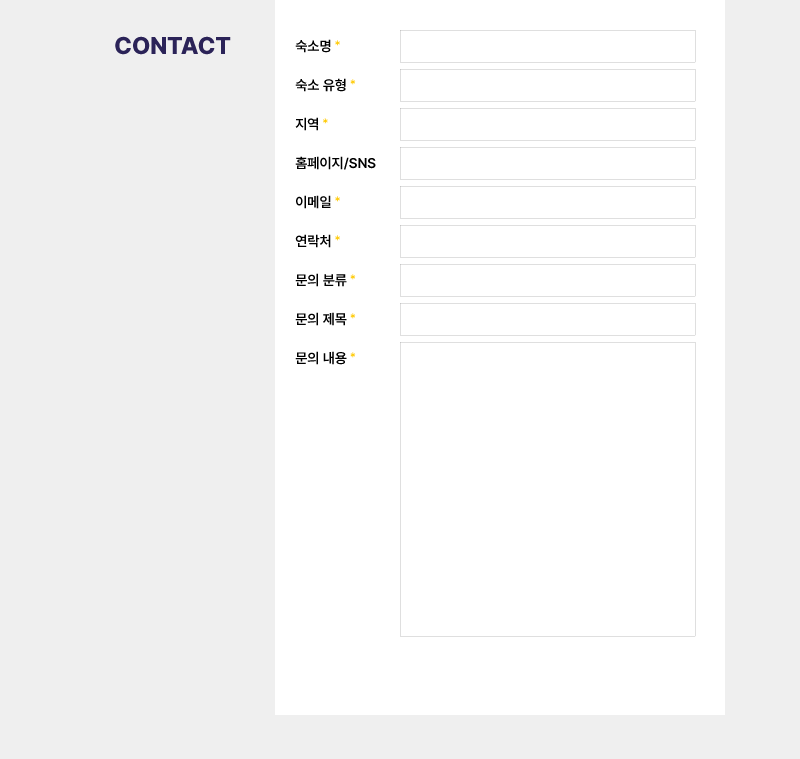 CONTACT
숙소명 *
숙소 유형 *
지역 *
홈페이지/SNS
이메일 *
연락처 *
문의 분류 *
문의 제목 *
문의 내용 *